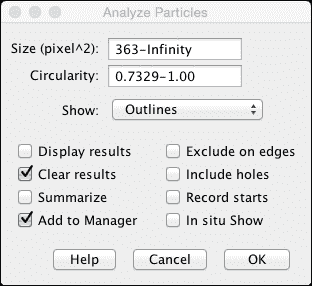 Analyze Particles
Size (pixel^2): 363-Infinity
Circularity: 0.7329-1.00
Show: Outlines
Display results Exclude on edges
Clear results Include holes
Summarize Record starts
Add to Manager In situ Show
Help Cancel OK